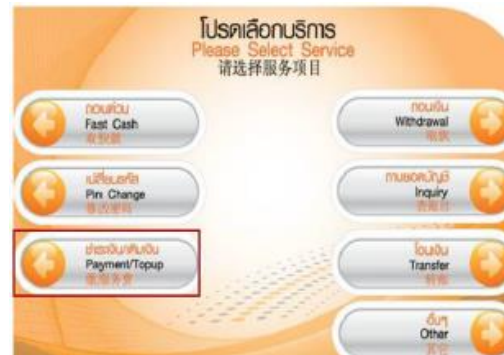 โปรดเลือกบริการ
Please Select Service
请选择服务项目
ถอนด่วน
Fast Cash
เปลี่ยนรหัส
Pin Change
ชำระเงิน/เติมเงิน
Payment/Topup
ถอนเงิน
Withdrawal
ถามยอดบัญชี
Inquiry
โอนเงิน
Transfer
อื่นๆ
Other